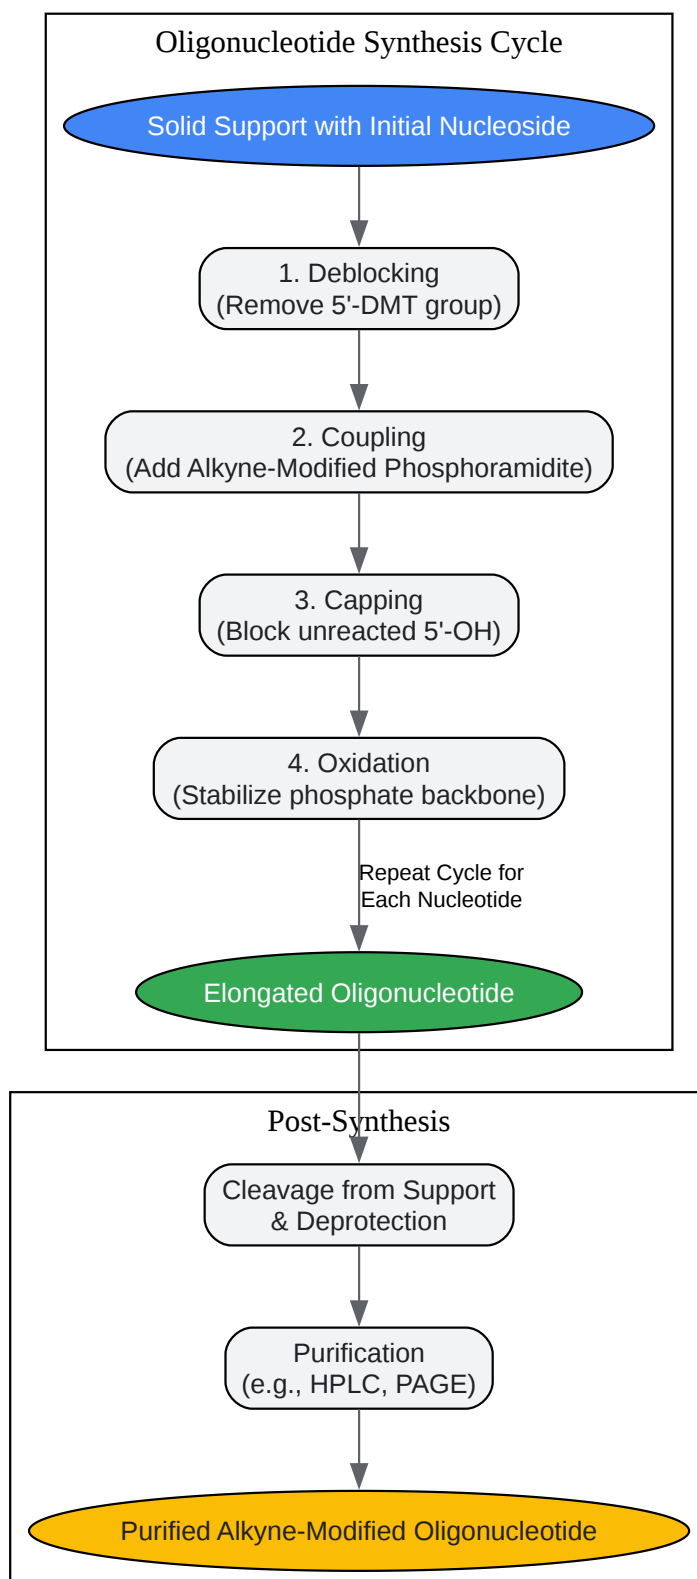 Oligonucleotide Synthesis Cycle
Solid Support with Initial Nucleoside
1. Deblocking
(Remove 5'-DMT group)
2. Coupling
(Add Alkyne-Modified Phosphoramidite)
3. Capping
(Block unreacted 5'-OH)
4. Oxidation
(Stabilize phosphate backbone)
Repeat Cycle for
Each Nucleotide
Elongated Oligonucleotide
Post-Synthesis
Cleavage from Support
& Deprotection
Purification
(e.g., HPLC, PAGE)
Purified Alkyne-Modified Oligonucleotide